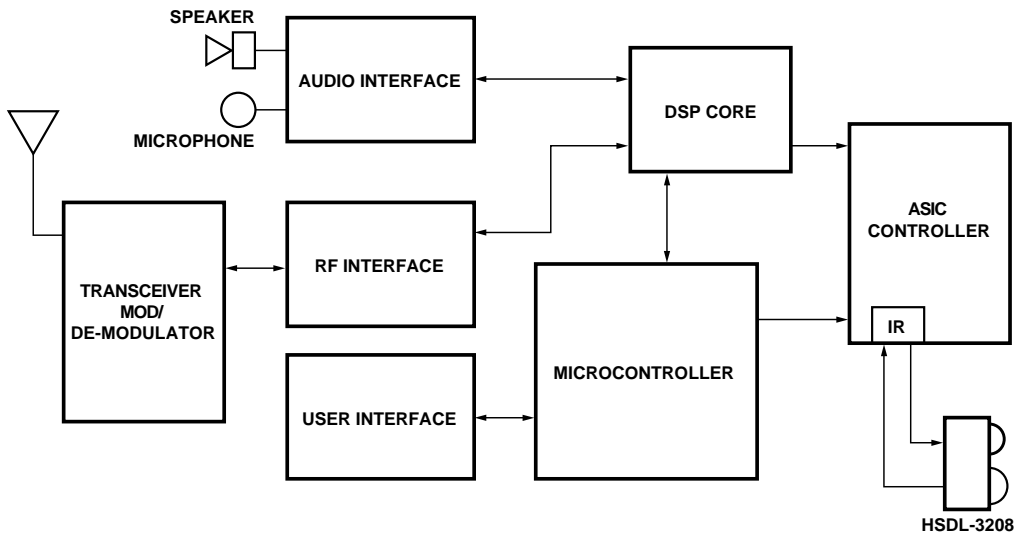 SPEAKER
AUDIO INTERFACE
MICROPHONE
DSP CORE
ASIC
CONTROLLER
TRANSCEIVER
MOD/
DE-MODULATOR
RF INTERFACE
IR
MICROCONTROLLER
USER INTERFACE
HSDL-3208